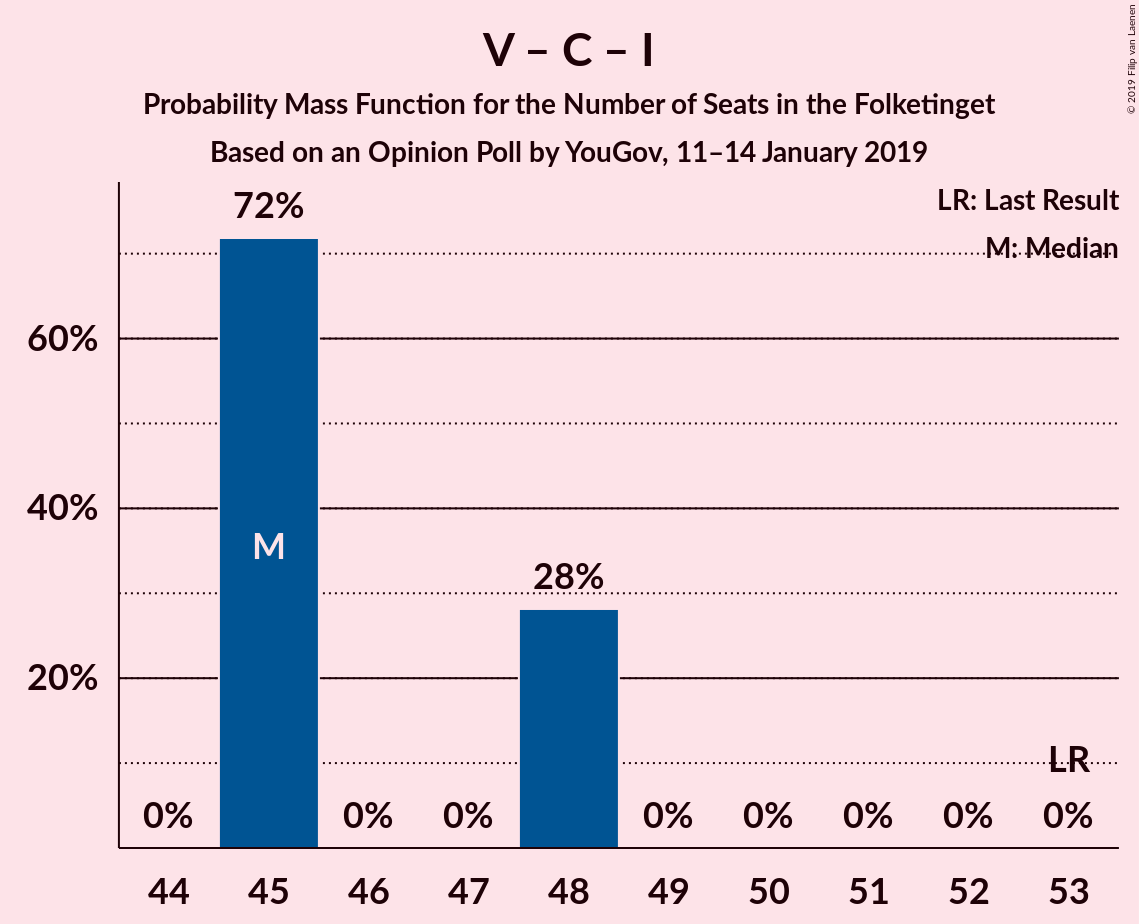 V – C – I
Probability Mass Function for the Number of Seats in the Folketinget
Based on an Opinion Poll by YouGov, 11–14 January 2019
© 2019 Filip van Laenen
LR: Last Result
M: Median
72%
60%
40%
20%
M
28%
LR
0%
0%
0%
0%
0%
0%
0%
0%
44
45
46
47
48
49
50
51
52
53